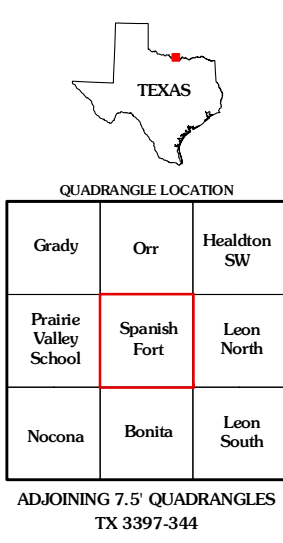 TEXAS
QUADRANGLE LOCATION
Grady
Orr
Healdton
SW
Prairie
Valley
School
Spanish
Fort
Leon
North
Nocona
Bonita
Leon
South
ADJOINING 7.5' QUADRANGLES
TX 3397-344